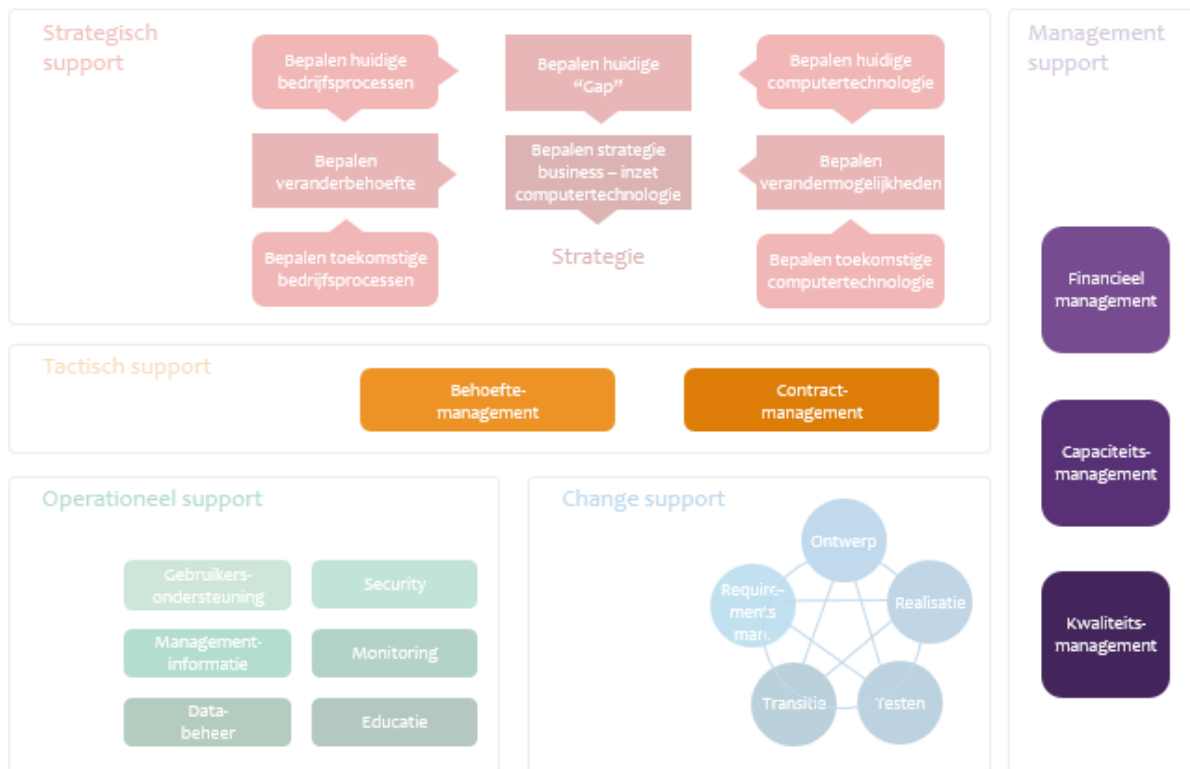 Strategisch
support
Bepalen huidige
bedrijfsprocessen
Bepalen huidige
“Gap”
Bepalen huidige
computertechnologie
Bepalen
veranderbehoefte
Bepalen strategie
business – inzet
computertechnologie
Bepalen
verandermogelijkheden
Bepalen toekomstige
bedrijfsprocessen
Strategie
Bepalen toekomstige
computertechnologie
Tactisch support
Behoefte-
management
Contract-
management
Operationeel support
Gebruikers-
ondersteuning
Security
Management-
informatie
Monitoring
Data-
beheer
Educatie
Change support
Ontwerp
Require-
ments
man.
Realisatie
Transitie
Testen
Management
support
Financieel
management
Capaciteits-
management
Kwaliteits-
management